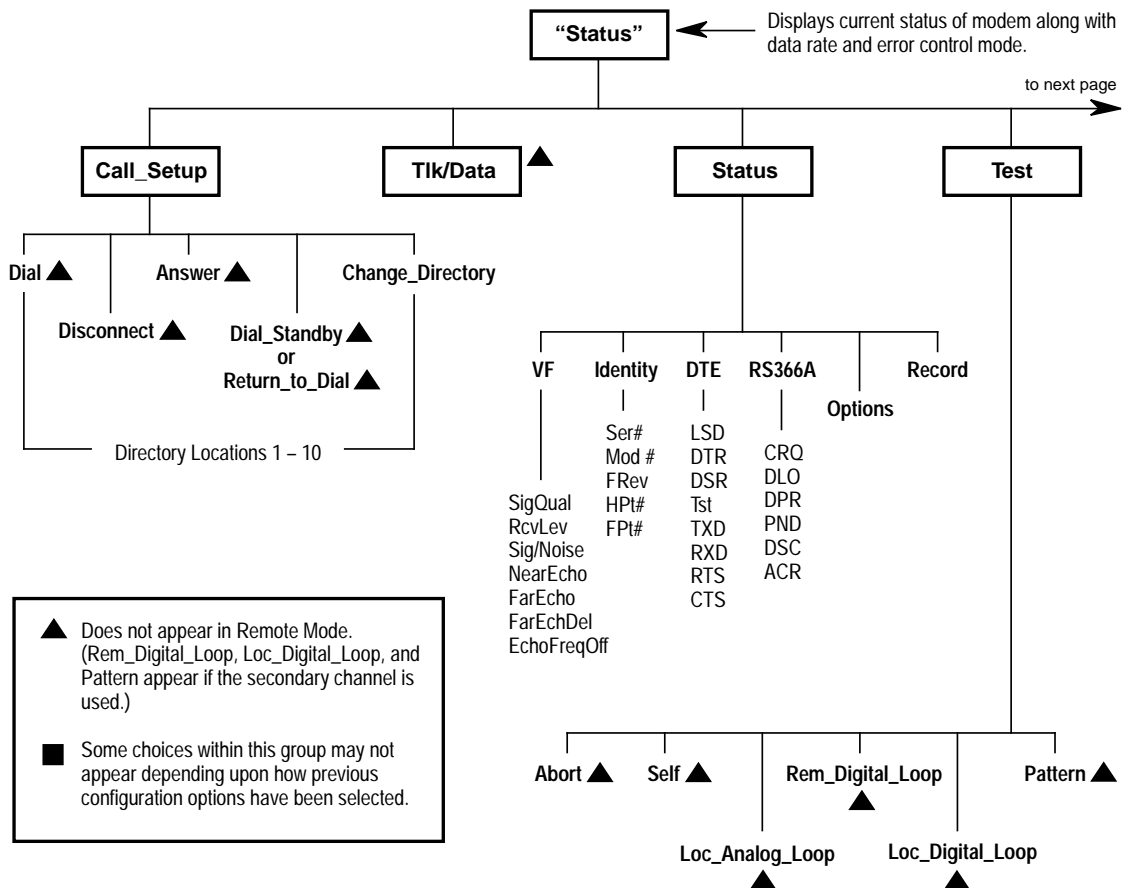 “Status”
Displays current status of modem along with
data rate and error control mode.
to next page
Call_Setup
Tlk/Data
Status
Test
Dial
Answer
Change_Directory
Disconnect
Dial_Standby
or
Return_to_Dial
Directory Locations 1 – 10
VF
Identity
DTE
RS366A
Options
Record
SigQual
RcvLev
Sig/Noise
NearEcho
FarEcho
FarEchDel
EchoFreqOff
Ser#
Mod #
FRev
HPt#
FPt#
LSD
DTR
DSR
Tst
TXD
RXD
RTS
CTS
CRQ
DLO
DPR
PND
DSC
ACR
Does not appear in Remote Mode.
(Rem_Digital_Loop, Loc_Digital_Loop, and
Pattern appear if the secondary channel is
used.)
Some choices within this group may not
appear depending upon how previous
configuration options have been selected.
Abort
Self
Rem_Digital_Loop
Pattern
Loc_Analog_Loop
Loc_Digital_Loop